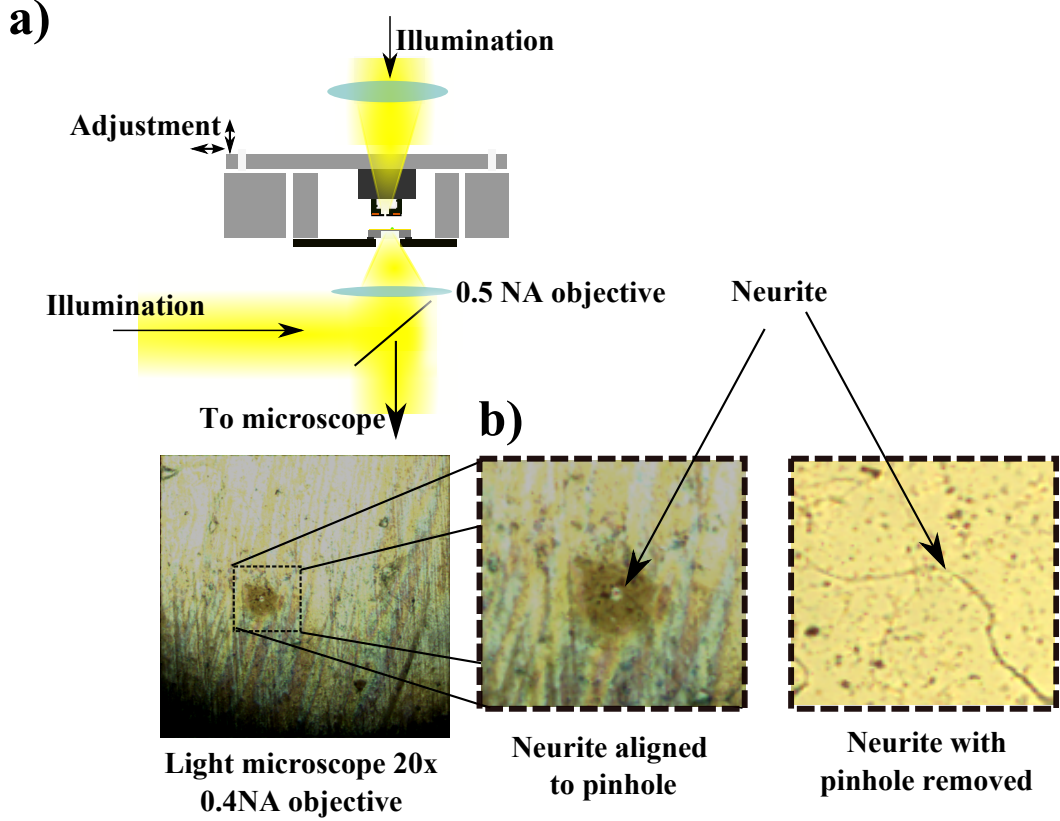 a)
Illumination
Adjustment
Illumination
0.5 NA objective
Neurite
To microscope
b)
Light microscope 20x
0.4NA objective
Neurite aligned
to pinhole
Neurite with
pinhole removed